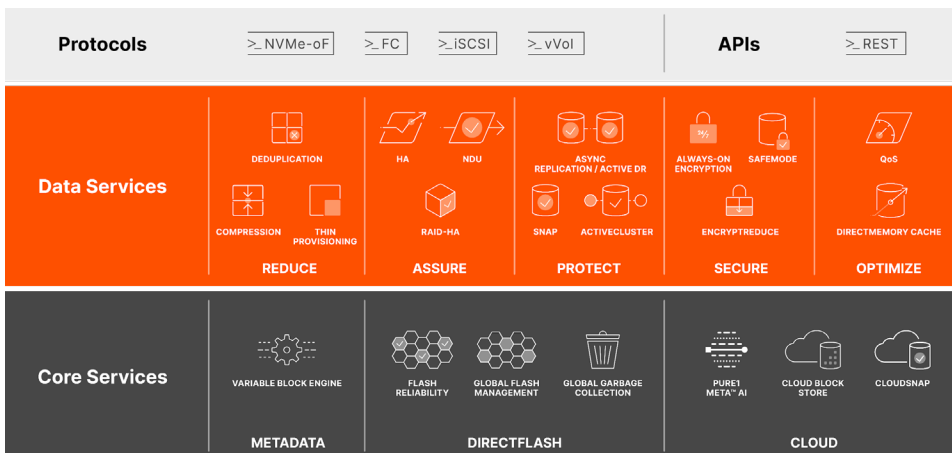 Protocols
>_NVMe-oF
>_FC
>_iSCSI
>_vVol
APIs
>_REST
Data Services
DEDUPLICATION
COMPRESSION
THIN
PROVISIONING
REDUCE
HA
NDU
RAID-HA
ASSURE
ASYNC
REPLICATION / ACTIVE DR
SNAP
ACTIVECLUSTER
PROTECT
24/7
ALWAYS-ON
ENCRYPTION
SAFEMODE
ENCRYPTREDUCE
SECURE
QoS
DIRECTMEMORY CACHE
OPTIMIZE
Core Services
VARIABLE BLOCK ENGINE
METADATA
FLASH
RELIABILITY
GLOBAL FLASH
MANAGEMENT
GLOBAL GARBAGE
COLLECTION
DIRECTFLASH
PURE1
META™ AI
CLOUD BLOCK
STORE
CLOUDSNAP
CLOUD